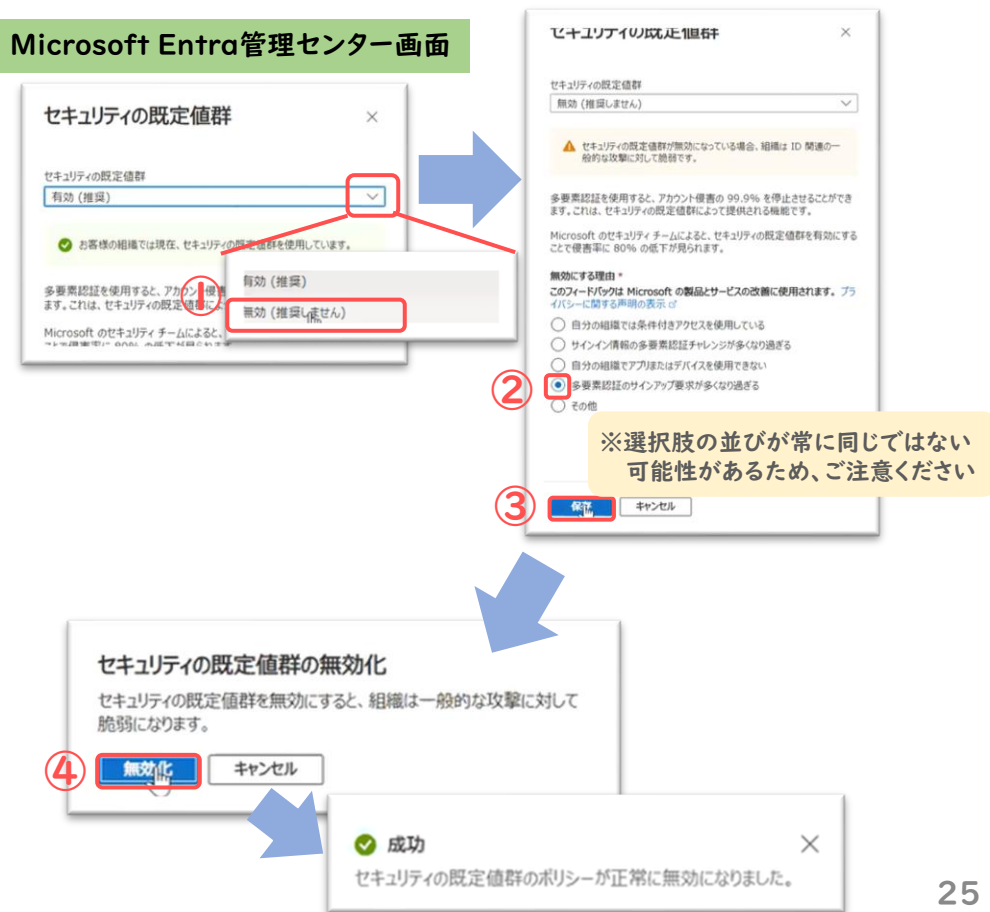 Microsoft Entra管理センター画面
セキュリティの既定値群
×
セキュリティの既定値群
有効 (推奨)
お客様の組織では現在、セキュリティの既定値群を使用しています。
多要素認証を使用すると、アカウント侵害
ます。これは、セキュリティの既定値群によ
Microsoft のセキュリティ チームによると、
①
有効 (推奨)
無効 (推奨しません)
セキュリティの既定値群
×
セキュリティの既定値群
無効 (推奨しません)
セキュリティの既定値群が無効になっている場合、組織は ID 関連の一
般的な攻撃に対して脆弱です。
多要素認証を使用すると、アカウント侵害の 99.9% を停止させることができ
ます。これは、セキュリティの既定値群によって提供される機能です。
Microsoft のセキュリティ チームによると、セキュリティの既定値群を有効にする
ことで侵害率に 80% の低下が見られます。
無効にする理由 *
このフィードバックは Microsoft の製品とサービスの改善に使用されます。プラ
イバシーに関する声明の表示
自分の組織では条件付きアクセスを使用している
サインイン情報の多要素認証チャレンジが多くなり過ぎる
自分の組織でアプリまたはデバイスを使用できない
② 多要素認証のサインアップ要求が多くなり過ぎる
その他
※選択肢の並びが常に同じではない
可能性があるため、ご注意ください
③ 保存 キャンセル
セキュリティの既定値群の無効化
セキュリティの既定値群を無効にすると、組織は一般的な攻撃に対して
脆弱になります。
④ 無効化 キャンセル
成功
×
セキュリティの既定値群のポリシーが正常に無効になりました。
25